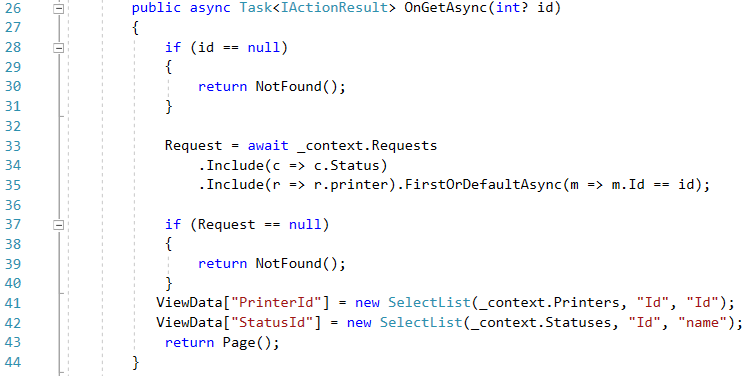 26 public async Task<IActionResult> OnGetAsync(int? id)
27 {
28 if (id == null)
29 {
30 return NotFound();
31 }
32
33 Request = await _context.Requests
34 .Include(c => c.Status)
35 .Include(r => r.printer).FirstOrDefaultAsync(m => m.Id == id);
36
37 if (Request == null)
38 {
39 return NotFound();
40 }
41 ViewData["PrinterId"] = new SelectList(_context.Printers, "Id", "Id");
42 ViewData["StatusId"] = new SelectList(_context.Statuses, "Id", "name");
43 return Page();
44 }